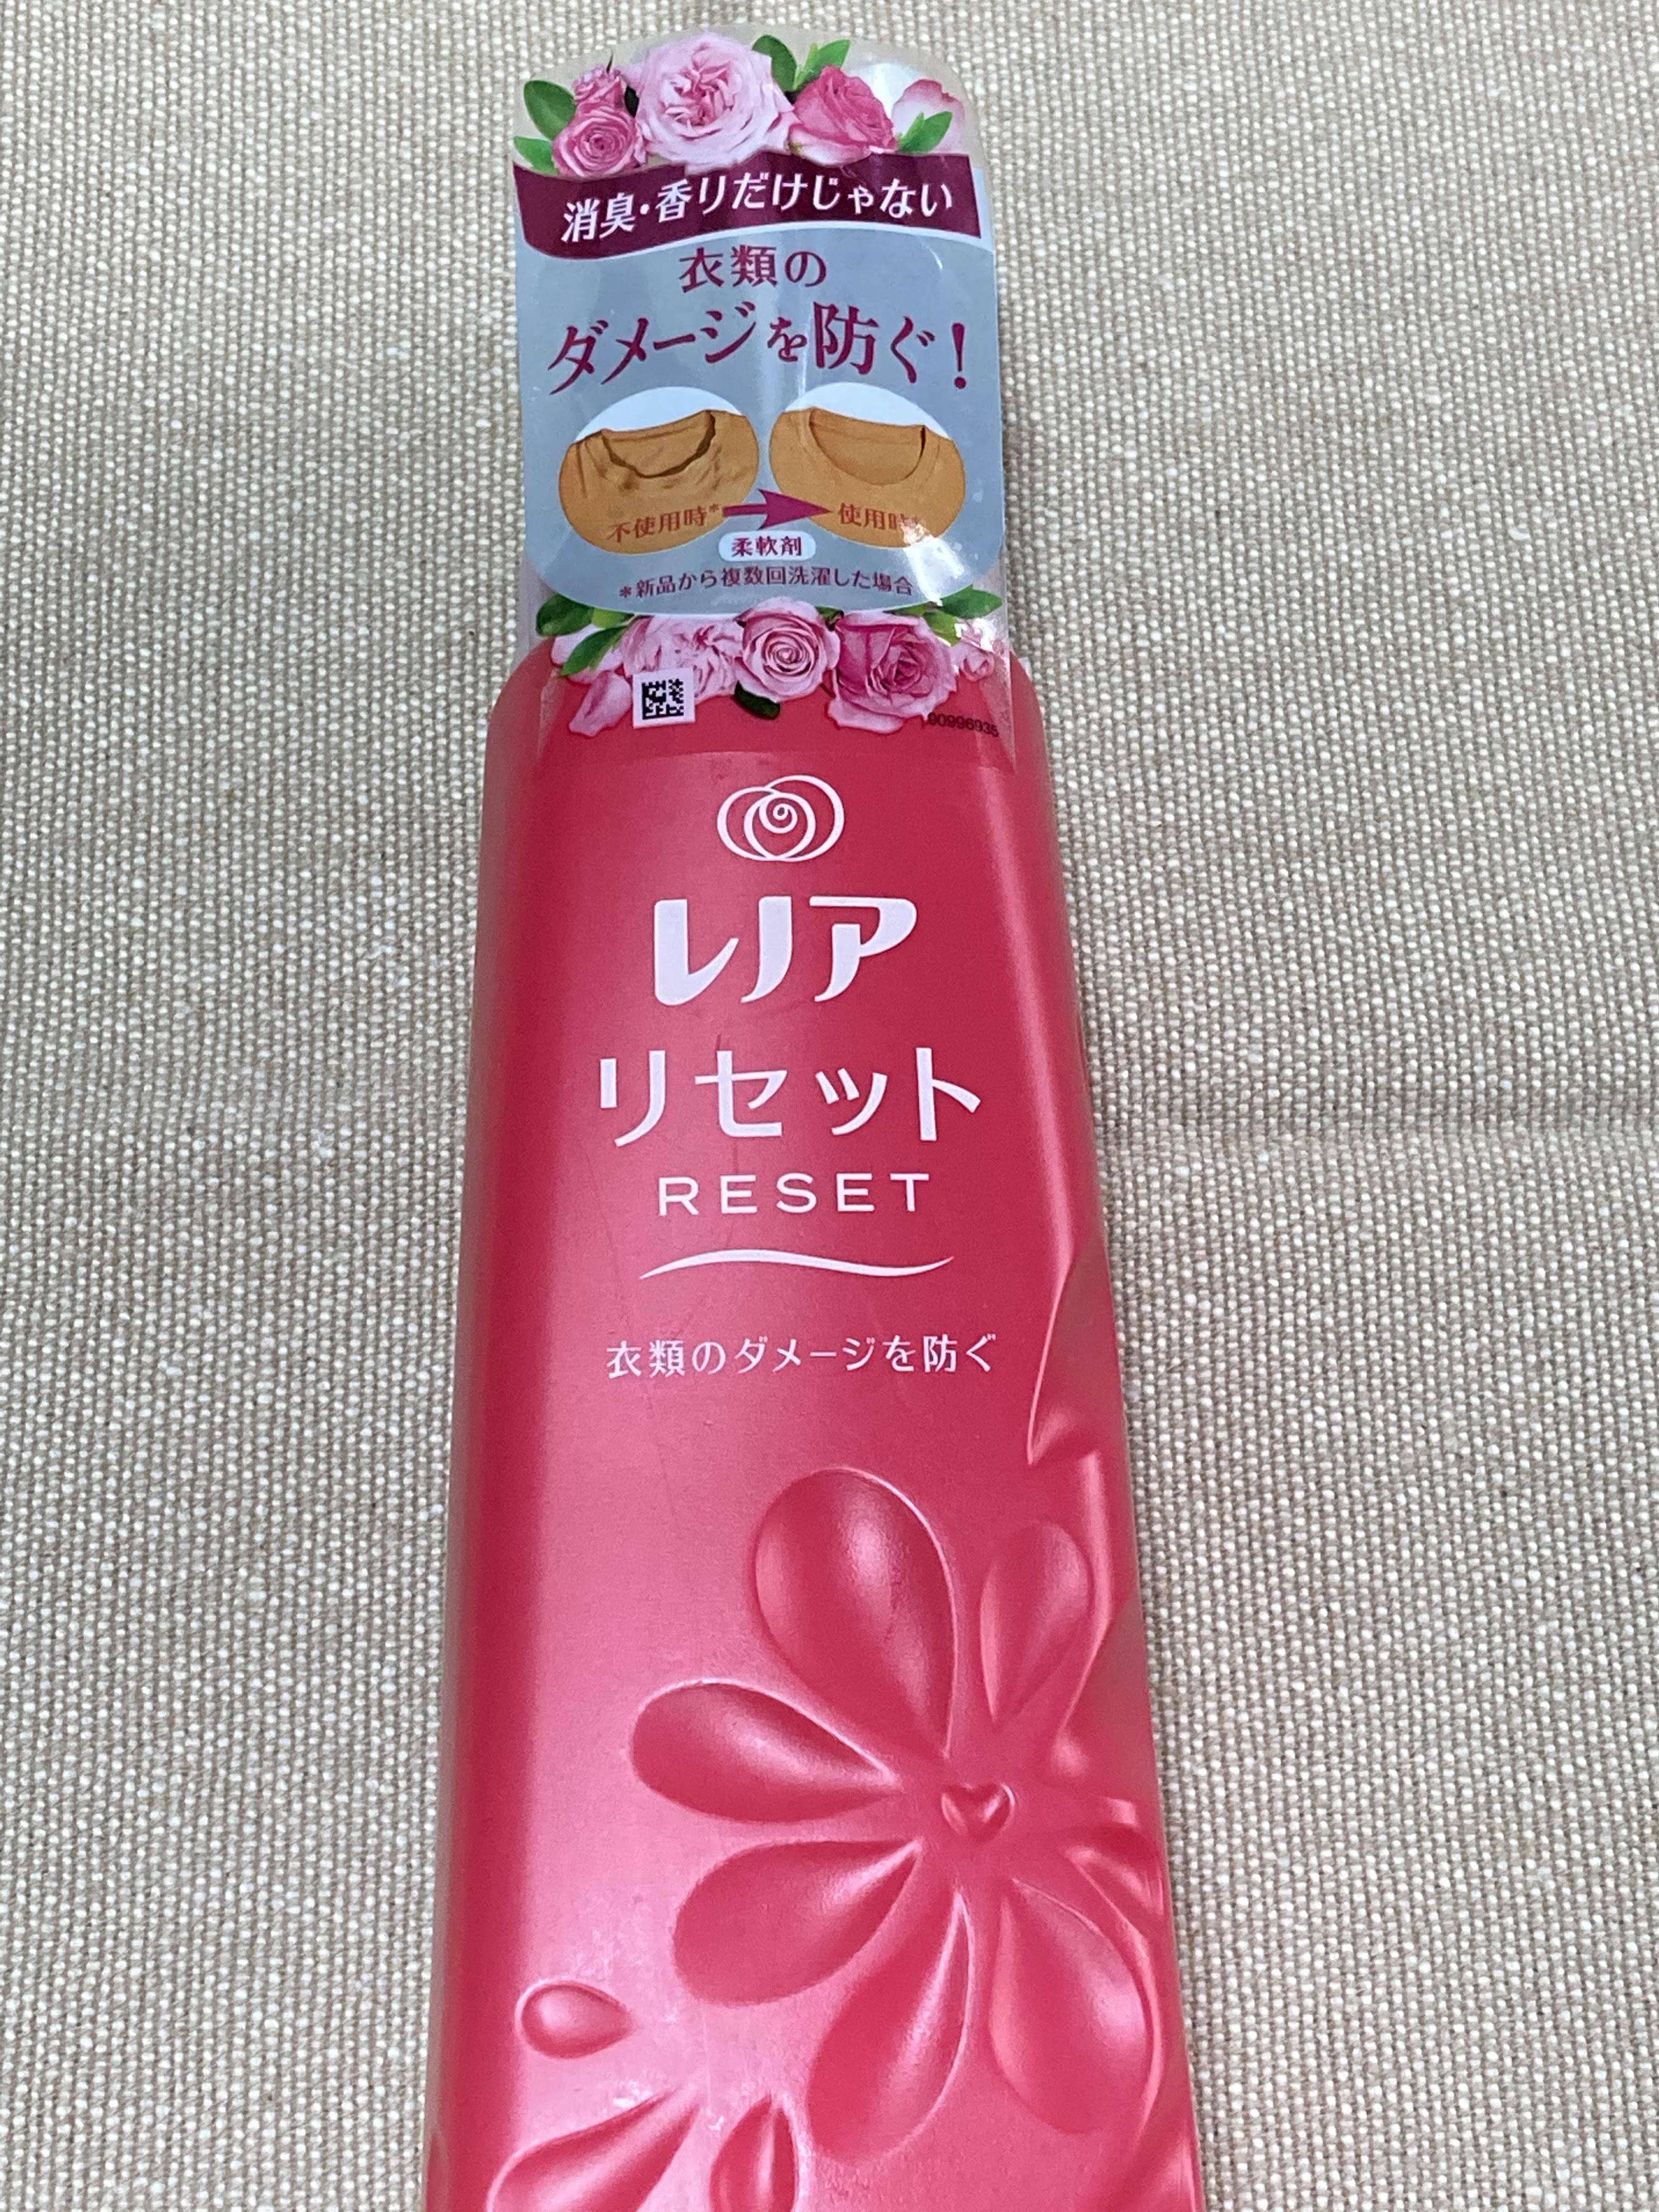 消臭・香りだけじゃない
衣類の
ダメージを防ぐ！
不使用時* 使用時*
柔軟剤
*新品から複数回洗濯した場合
90996935
レノア
リセット
RESET
衣類のダメージを防ぐ